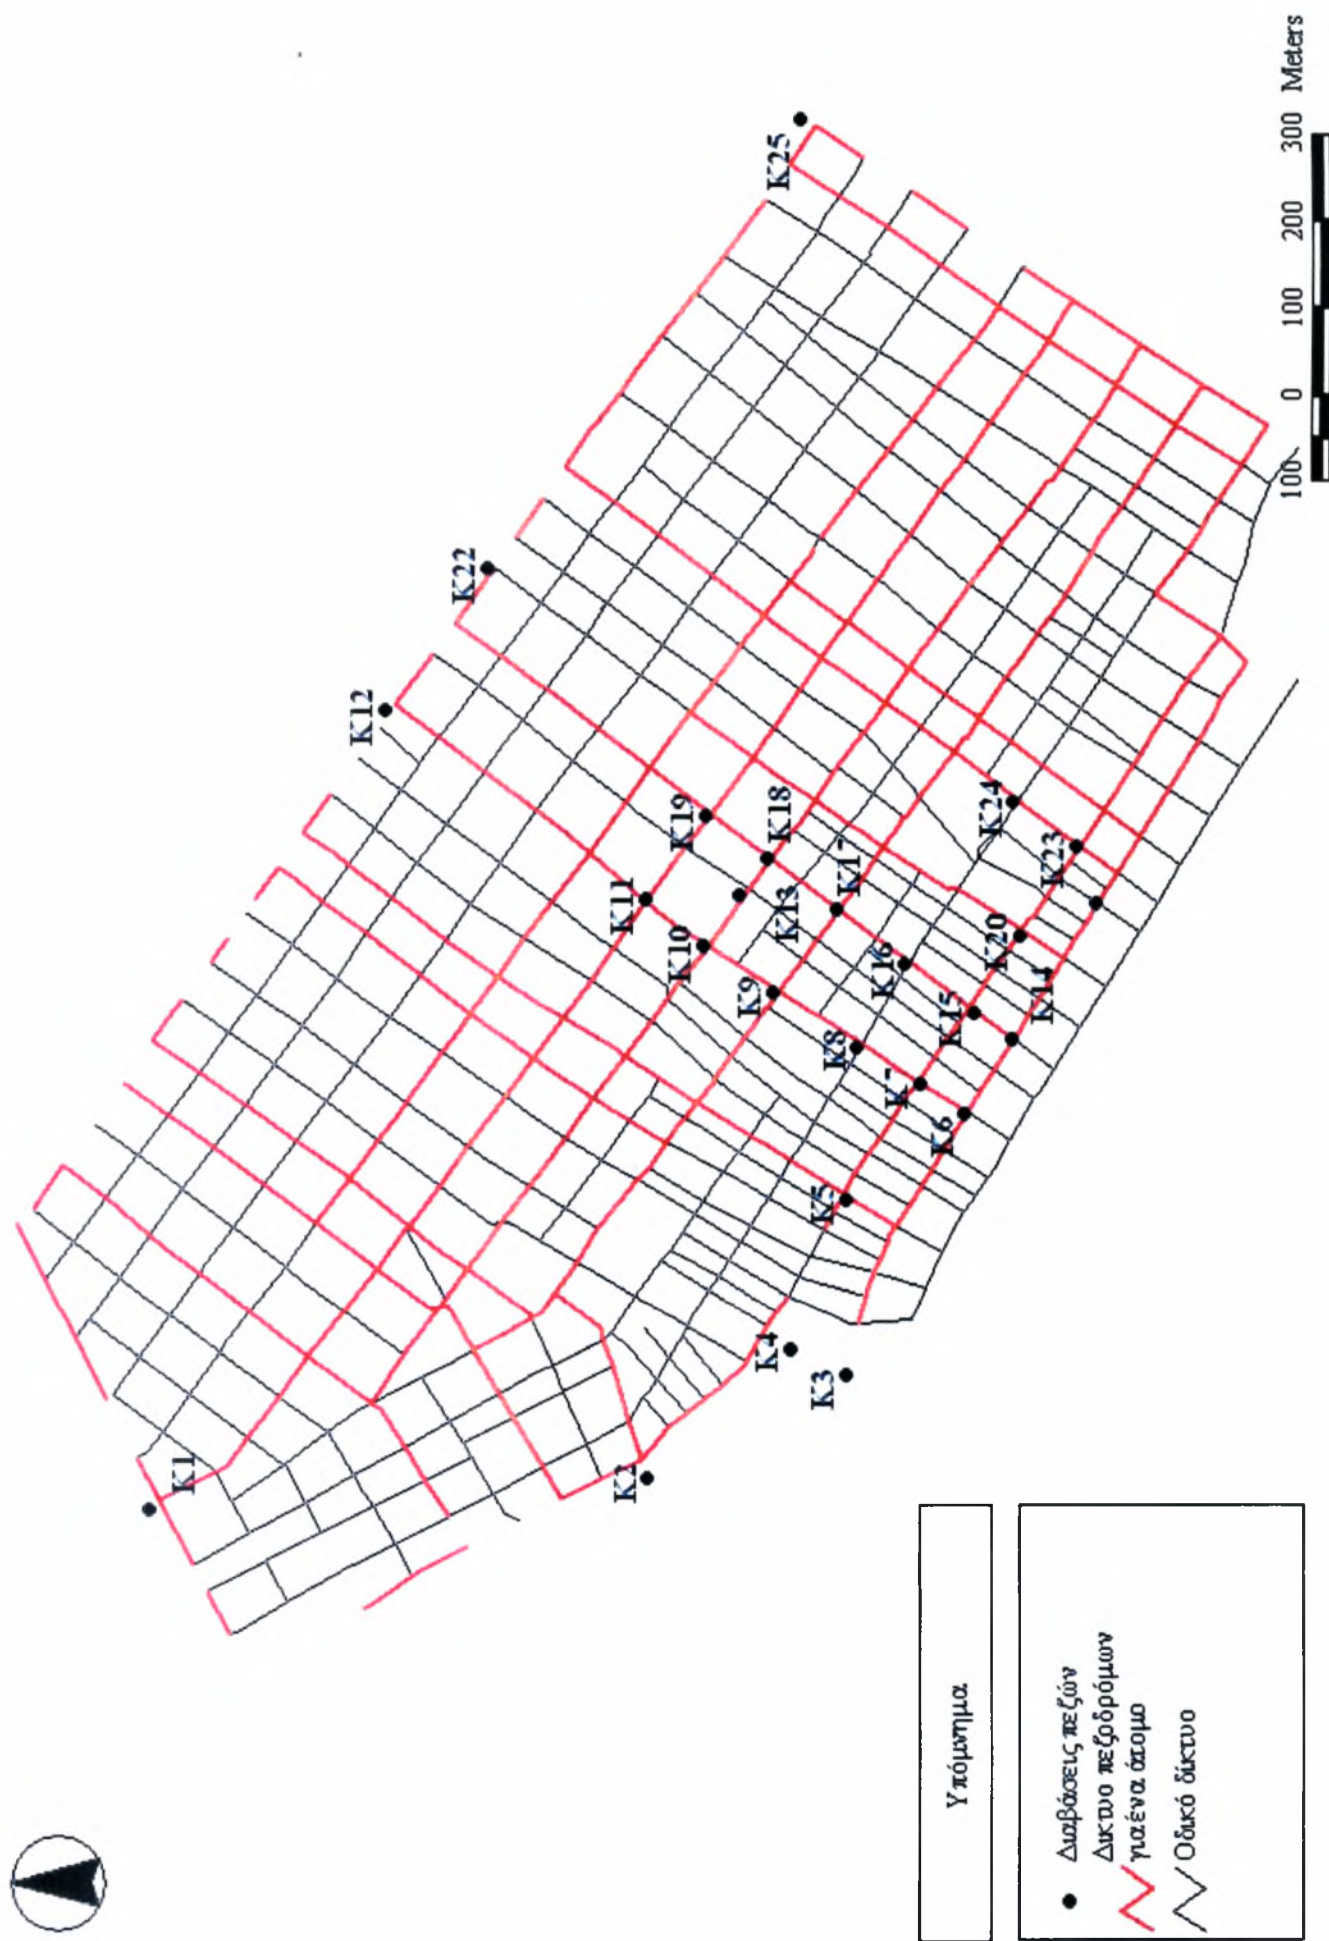 K1
K2
K3
K4
K5
K6
K7
K8
K9
K10
K11
K12
K13
K14
K15
K16
K17
K18
K19
K20
K22
K23
K24
K25
100 0 100 200 300 Meters
Υπόμνημα
Διαβάσεις πεζών
Δικτυο πεζοδρόμων
για ένα άτομο
Οδικό δίκτυο